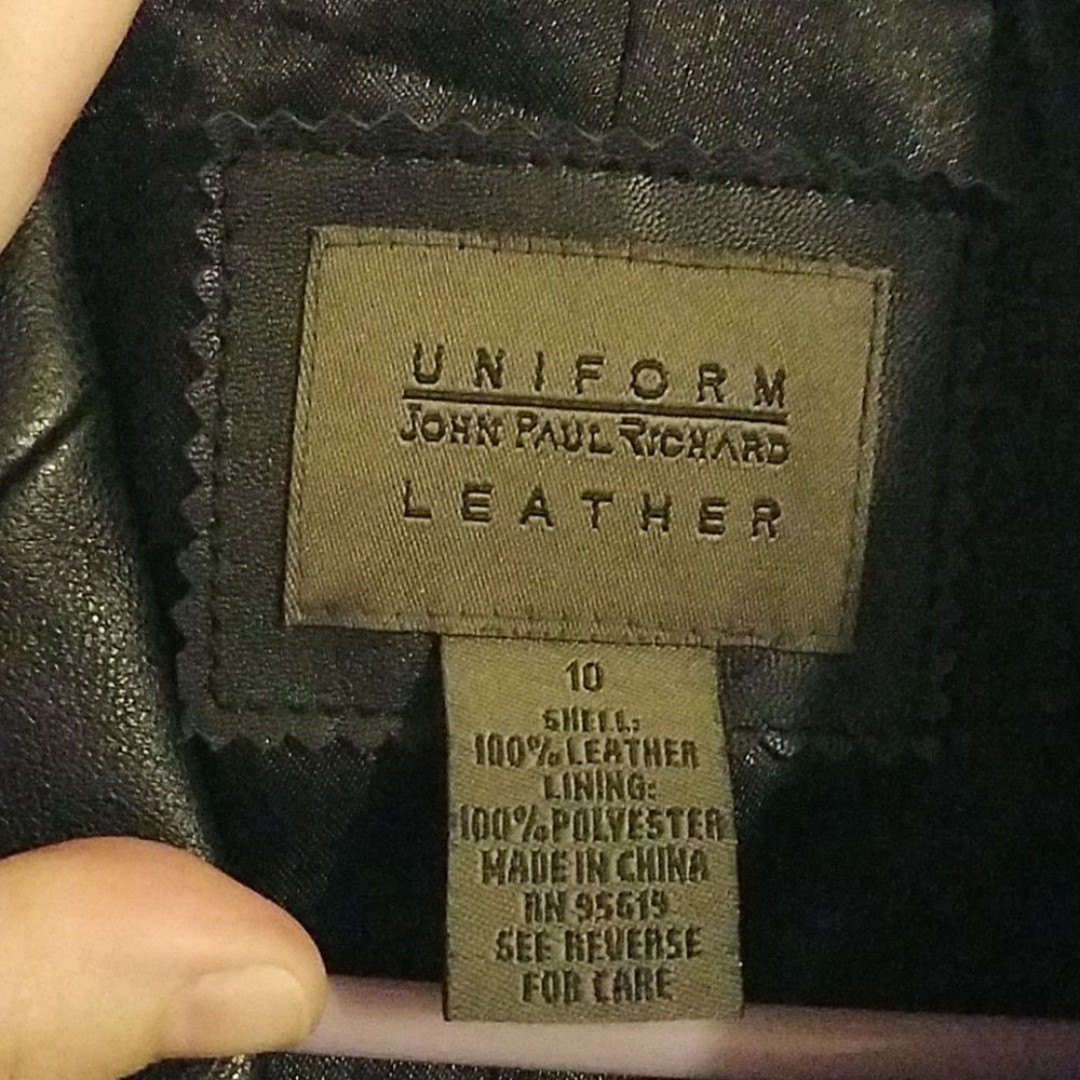 UNIFORM
JOHN PAUL RICHARD
LEATHER
10
SHELL:
100% LEATHER
LINING:
100% POLYESTER
MADE IN CHINA
RN 95619
SEE REVERSE
FOR CARE